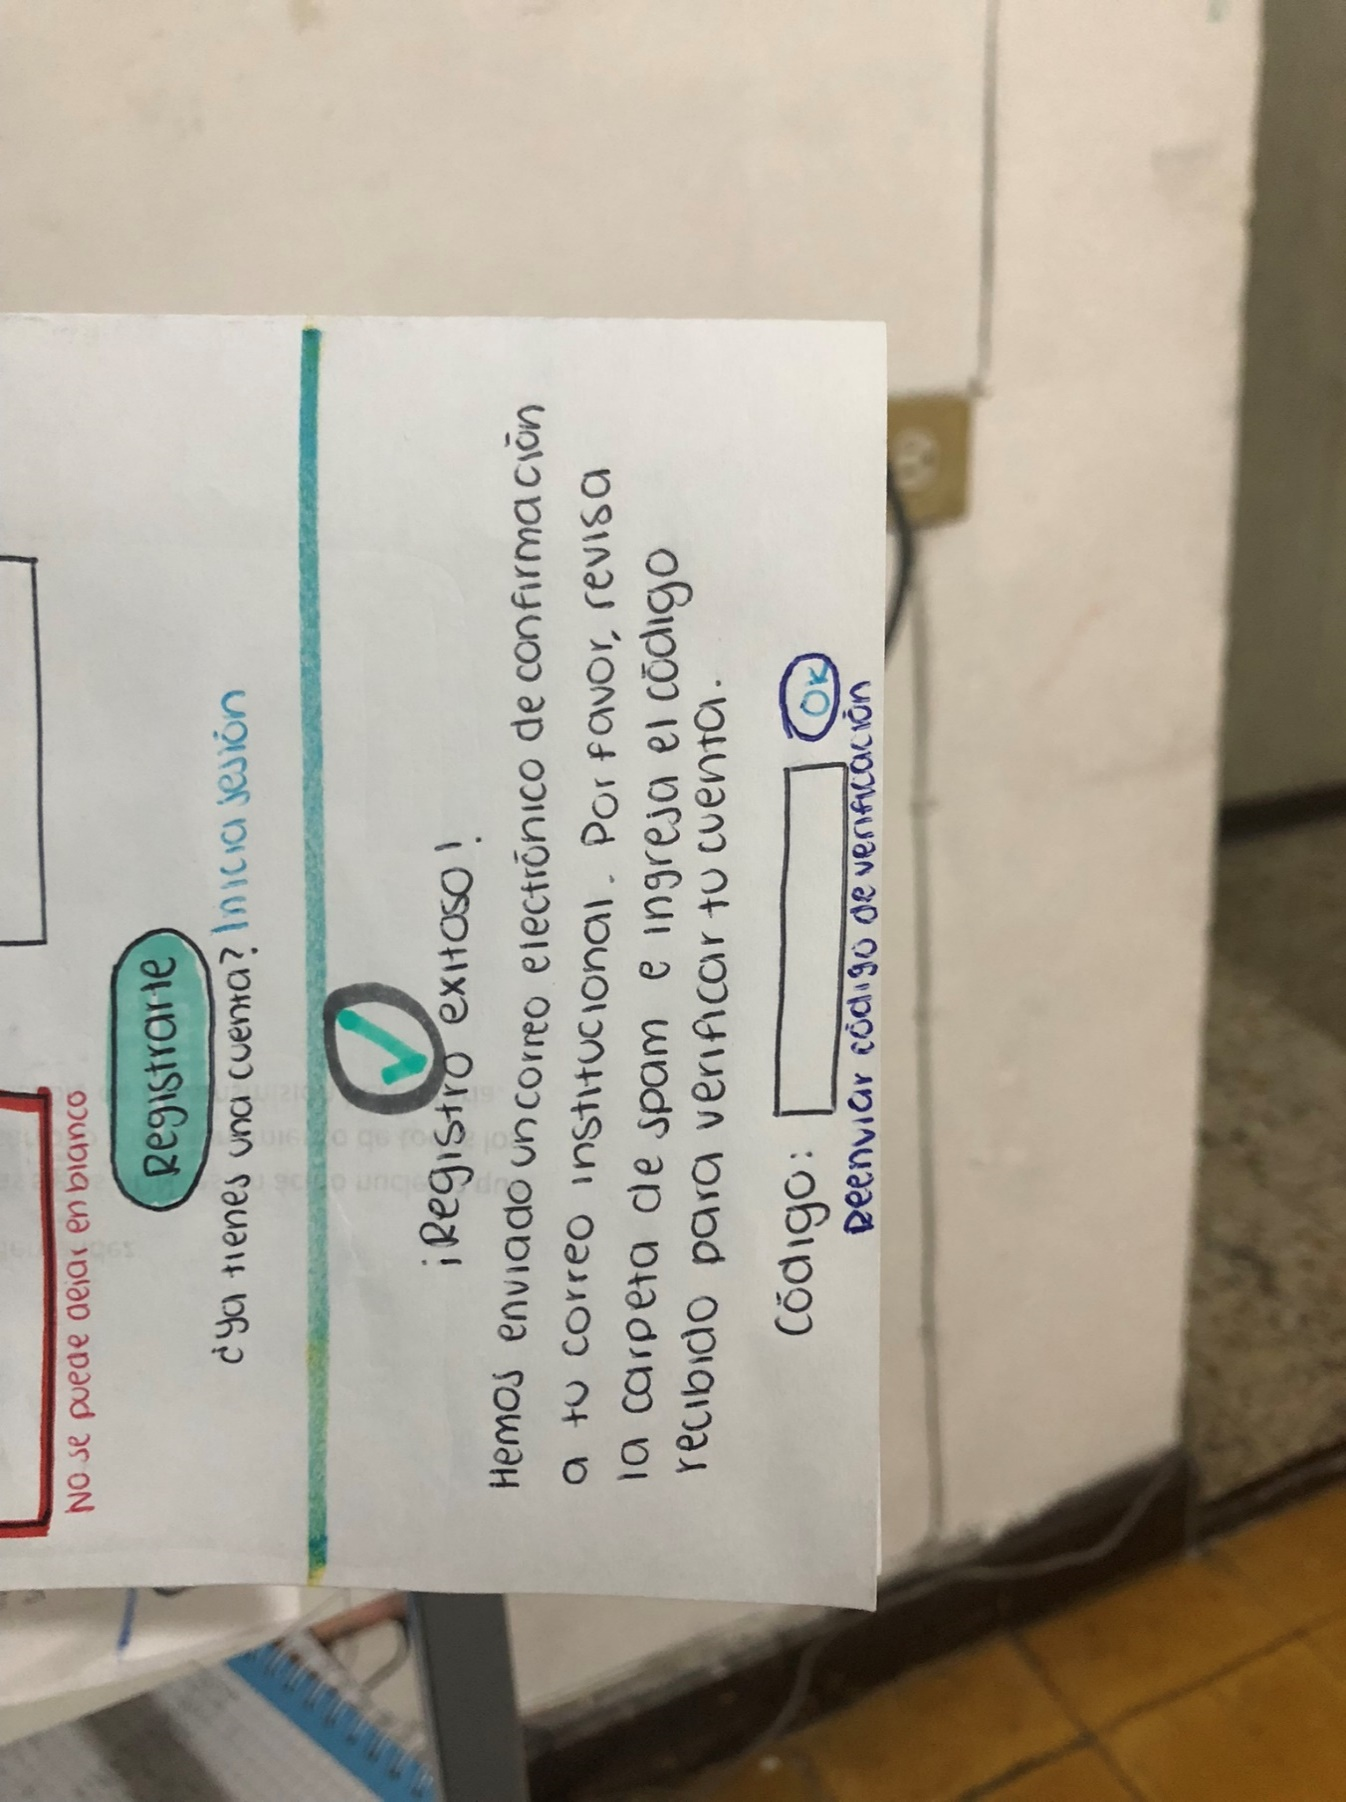 No se puede dejar en blanco
Registrarte
¿Ya tienes una cuenta? Inicia sesión
¡Registro exitoso!
Hemos enviado un correo electrónico de confirmación
a tu correo institucional. Por favor, revisa
la carpeta de spam e ingresa el código
recibido para verificar tu cuenta.
Código: OK
Reenviar código de verificación